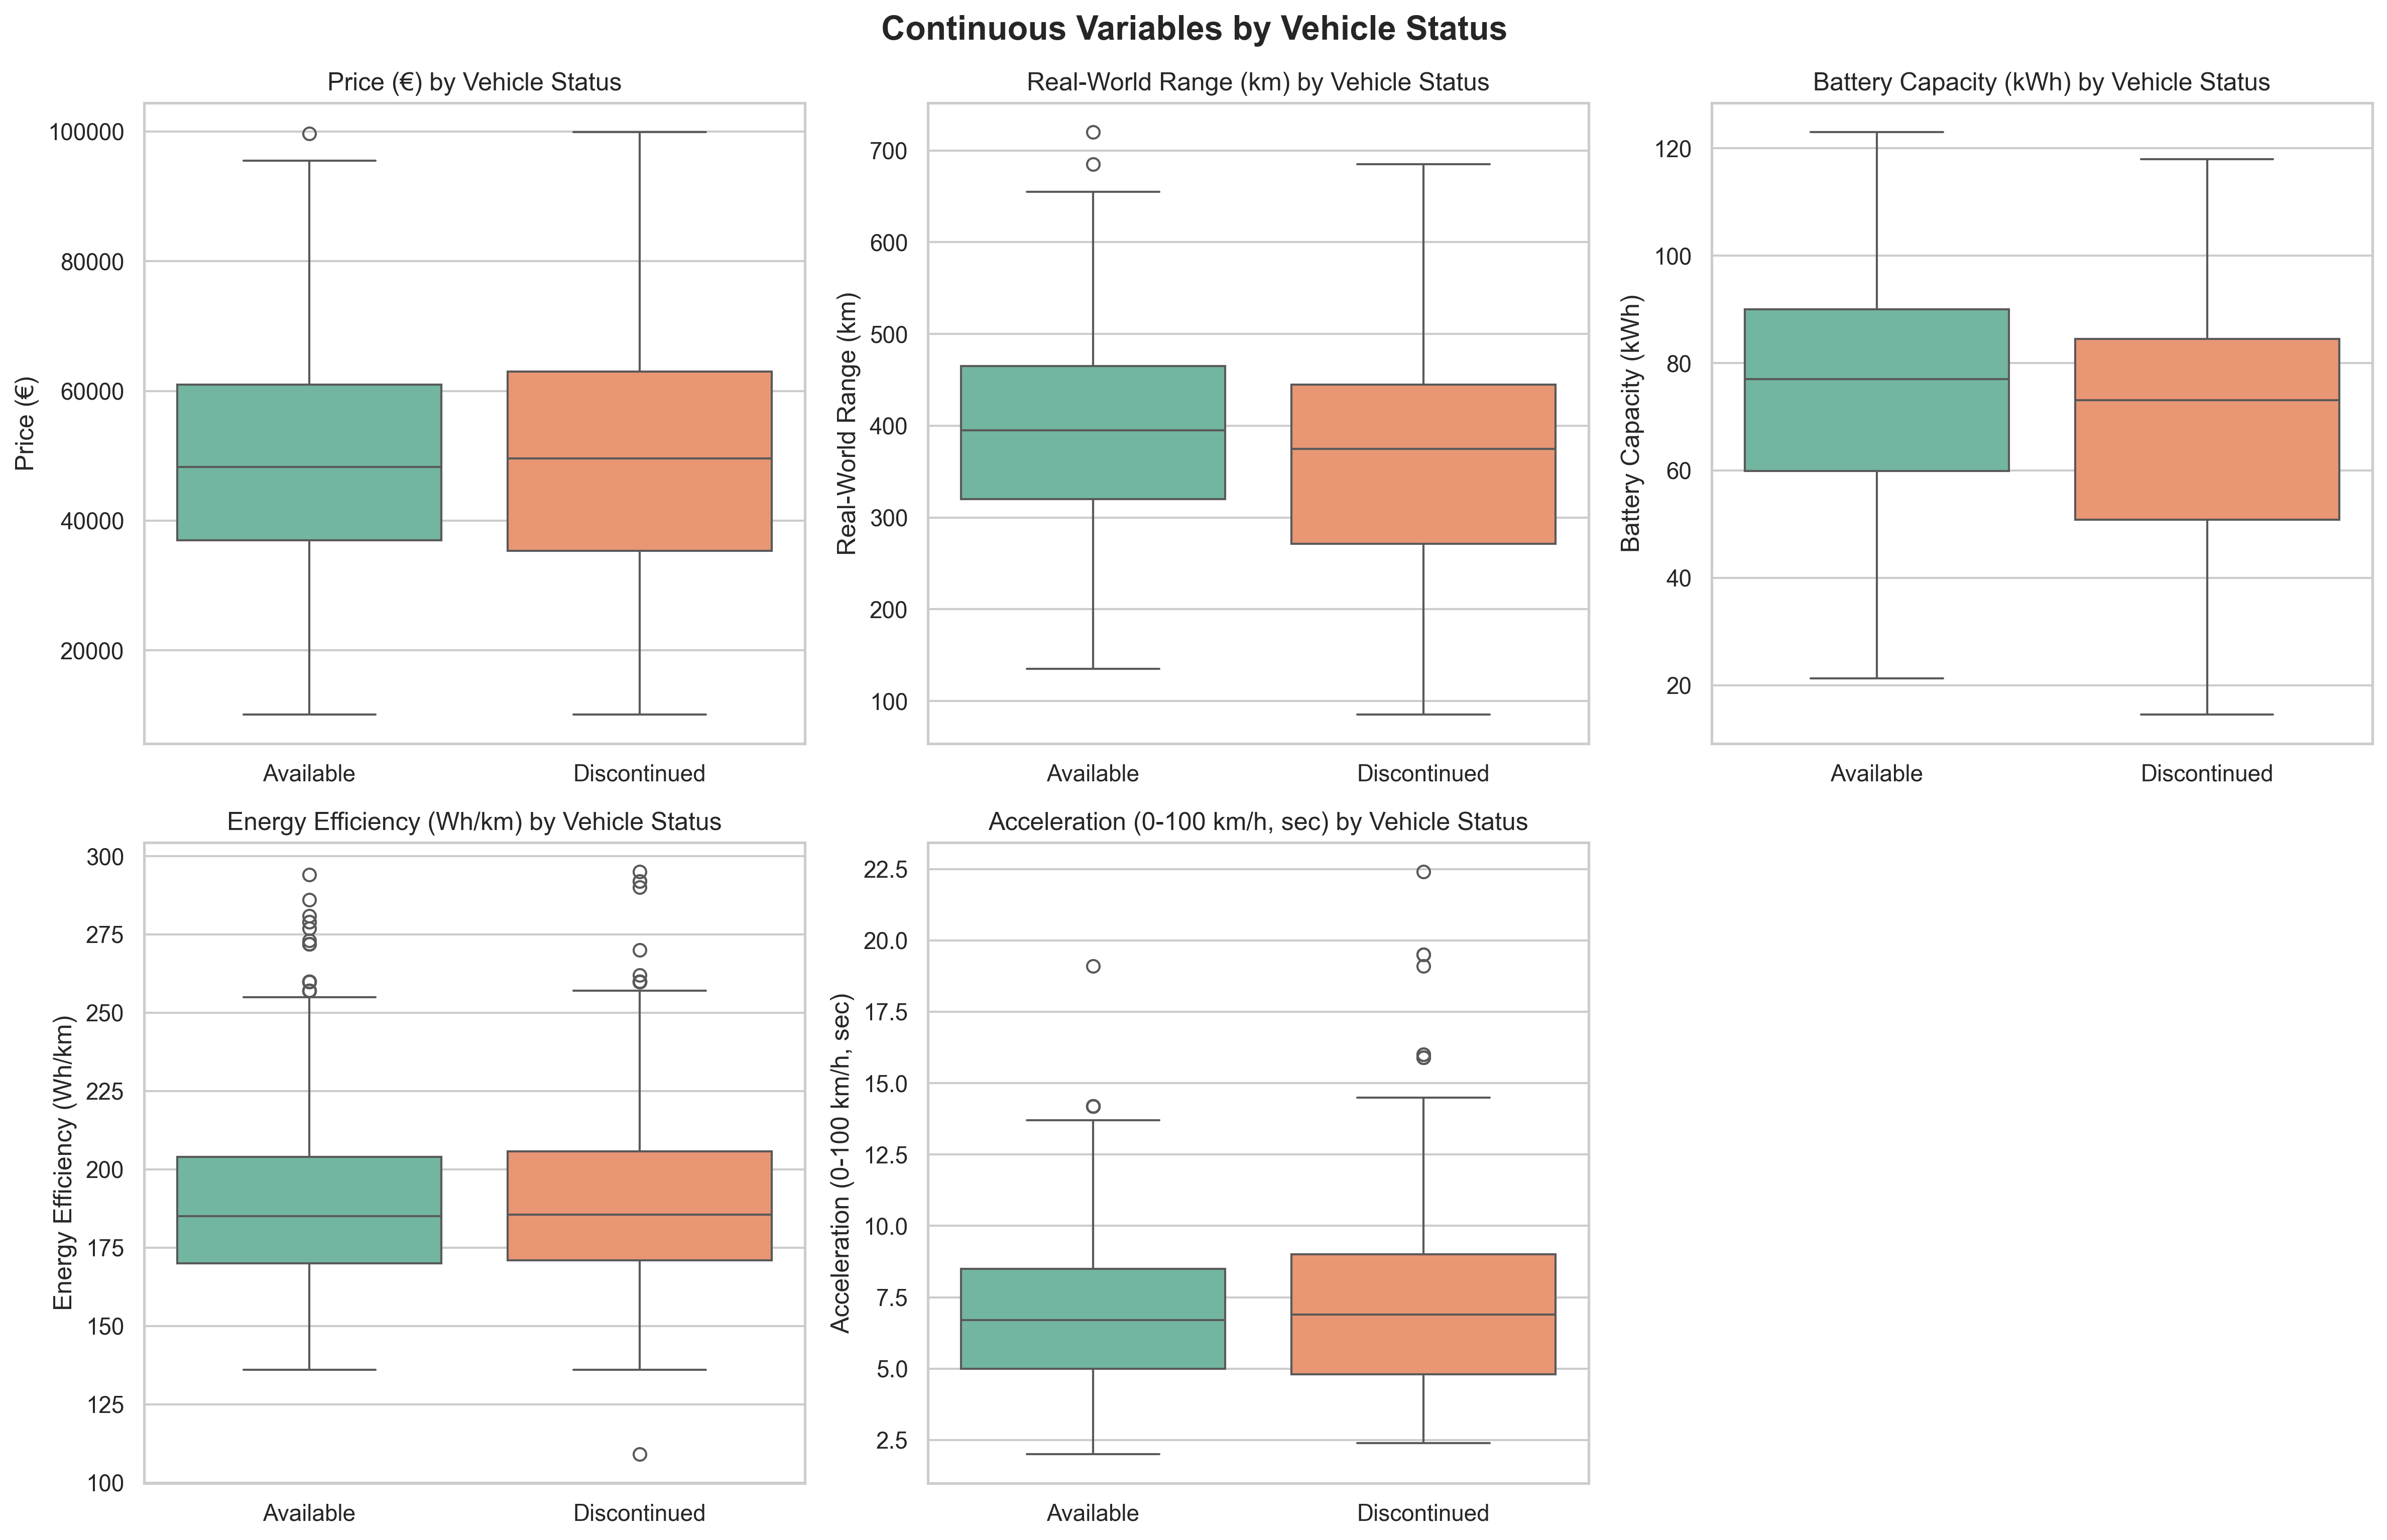 Continuous Variables by Vehicle Status
Price (€) by Vehicle Status
Price (€)
100000
80000
60000
40000
20000
Available
Discontinued
Real-World Range (km) by Vehicle Status
Real-World Range (km)
700
600
500
400
300
200
100
Available
Discontinued
Battery Capacity (kWh) by Vehicle Status
Battery Capacity (kWh)
120
100
80
60
40
20
Available
Discontinued
Energy Efficiency (Wh/km) by Vehicle Status
Energy Efficiency (Wh/km)
300
275
250
225
200
175
150
125
100
Available
Discontinued
Acceleration (0-100 km/h, sec) by Vehicle Status
Acceleration (0-100 km/h, sec)
22.5
20.0
17.5
15.0
12.5
10.0
7.5
5.0
2.5
Available
Discontinued